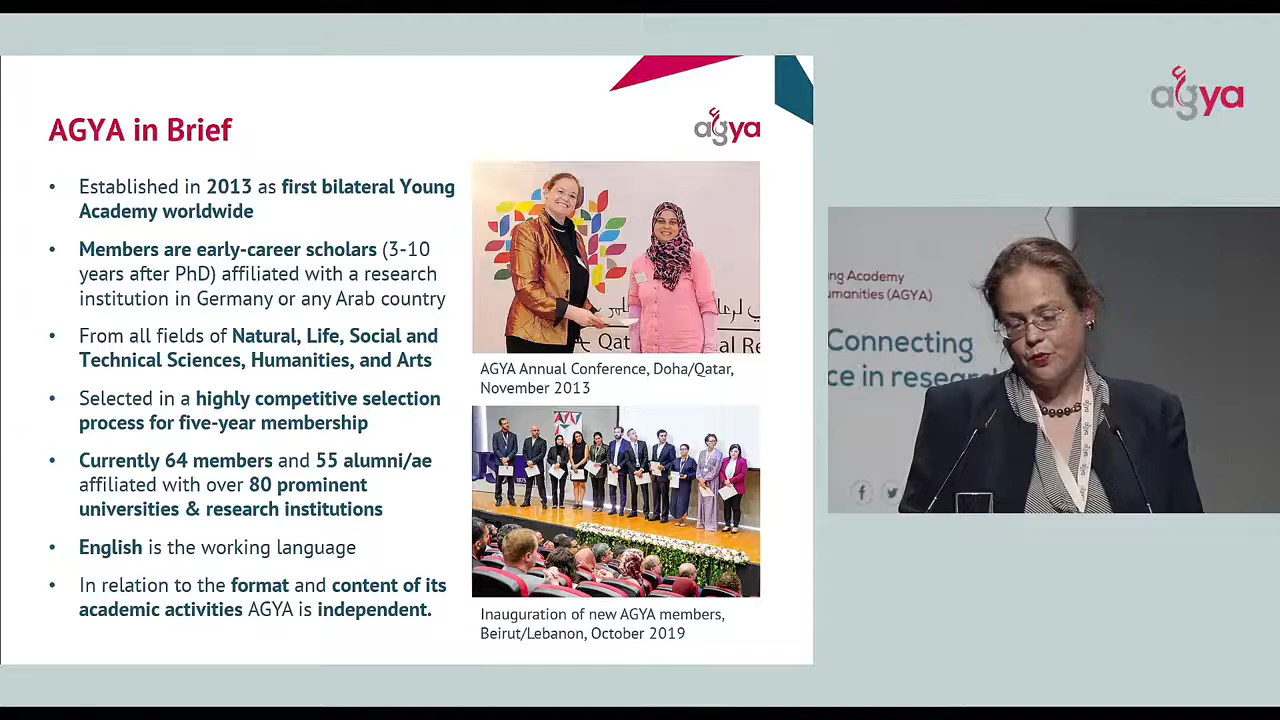 AGYA in Brief
agya
• Established in 2013 as first bilateral Young
Academy worldwide
• Members are early-career scholars (3-10
years after PhD) affiliated with a research
institution in Germany or any Arab country
• From all fields of Natural, Life, Social and
Technical Sciences, Humanities, and Arts
• Selected in a highly competitive selection
process for five-year membership
• Currently 64 members and 55 alumni/ae
affiliated with over 80 prominent
universities & research institutions
• English is the working language
• In relation to the format and content of its
academic activities AGYA is independent.
AGYA Annual Conference, Doha/Qatar,
November 2013
Inauguration of new AGYA members,
Beirut/Lebanon, October 2019
agya
ng Academy
umanities (AGYA)
Connecting
ce in resear